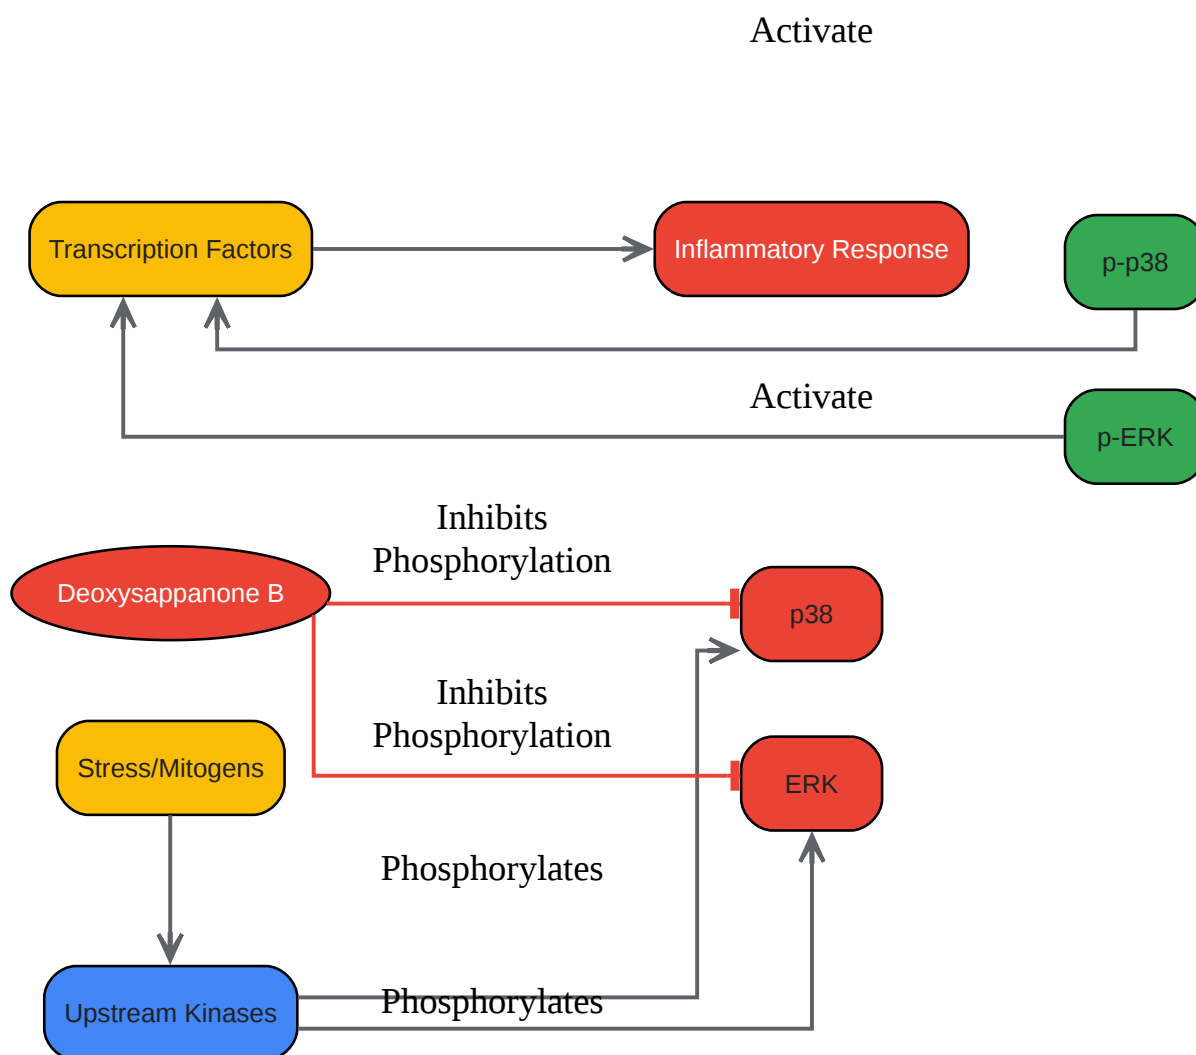 Activate
Transcription Factors
Inflammatory Response
p-p38
Activate
p-ERK
Inhibits
Phosphorylation
Deoxysappanone B
p38
Inhibits
Phosphorylation
Stress/Mitogens
ERK
Phosphorylates
Phosphorylates
Upstream Kinases